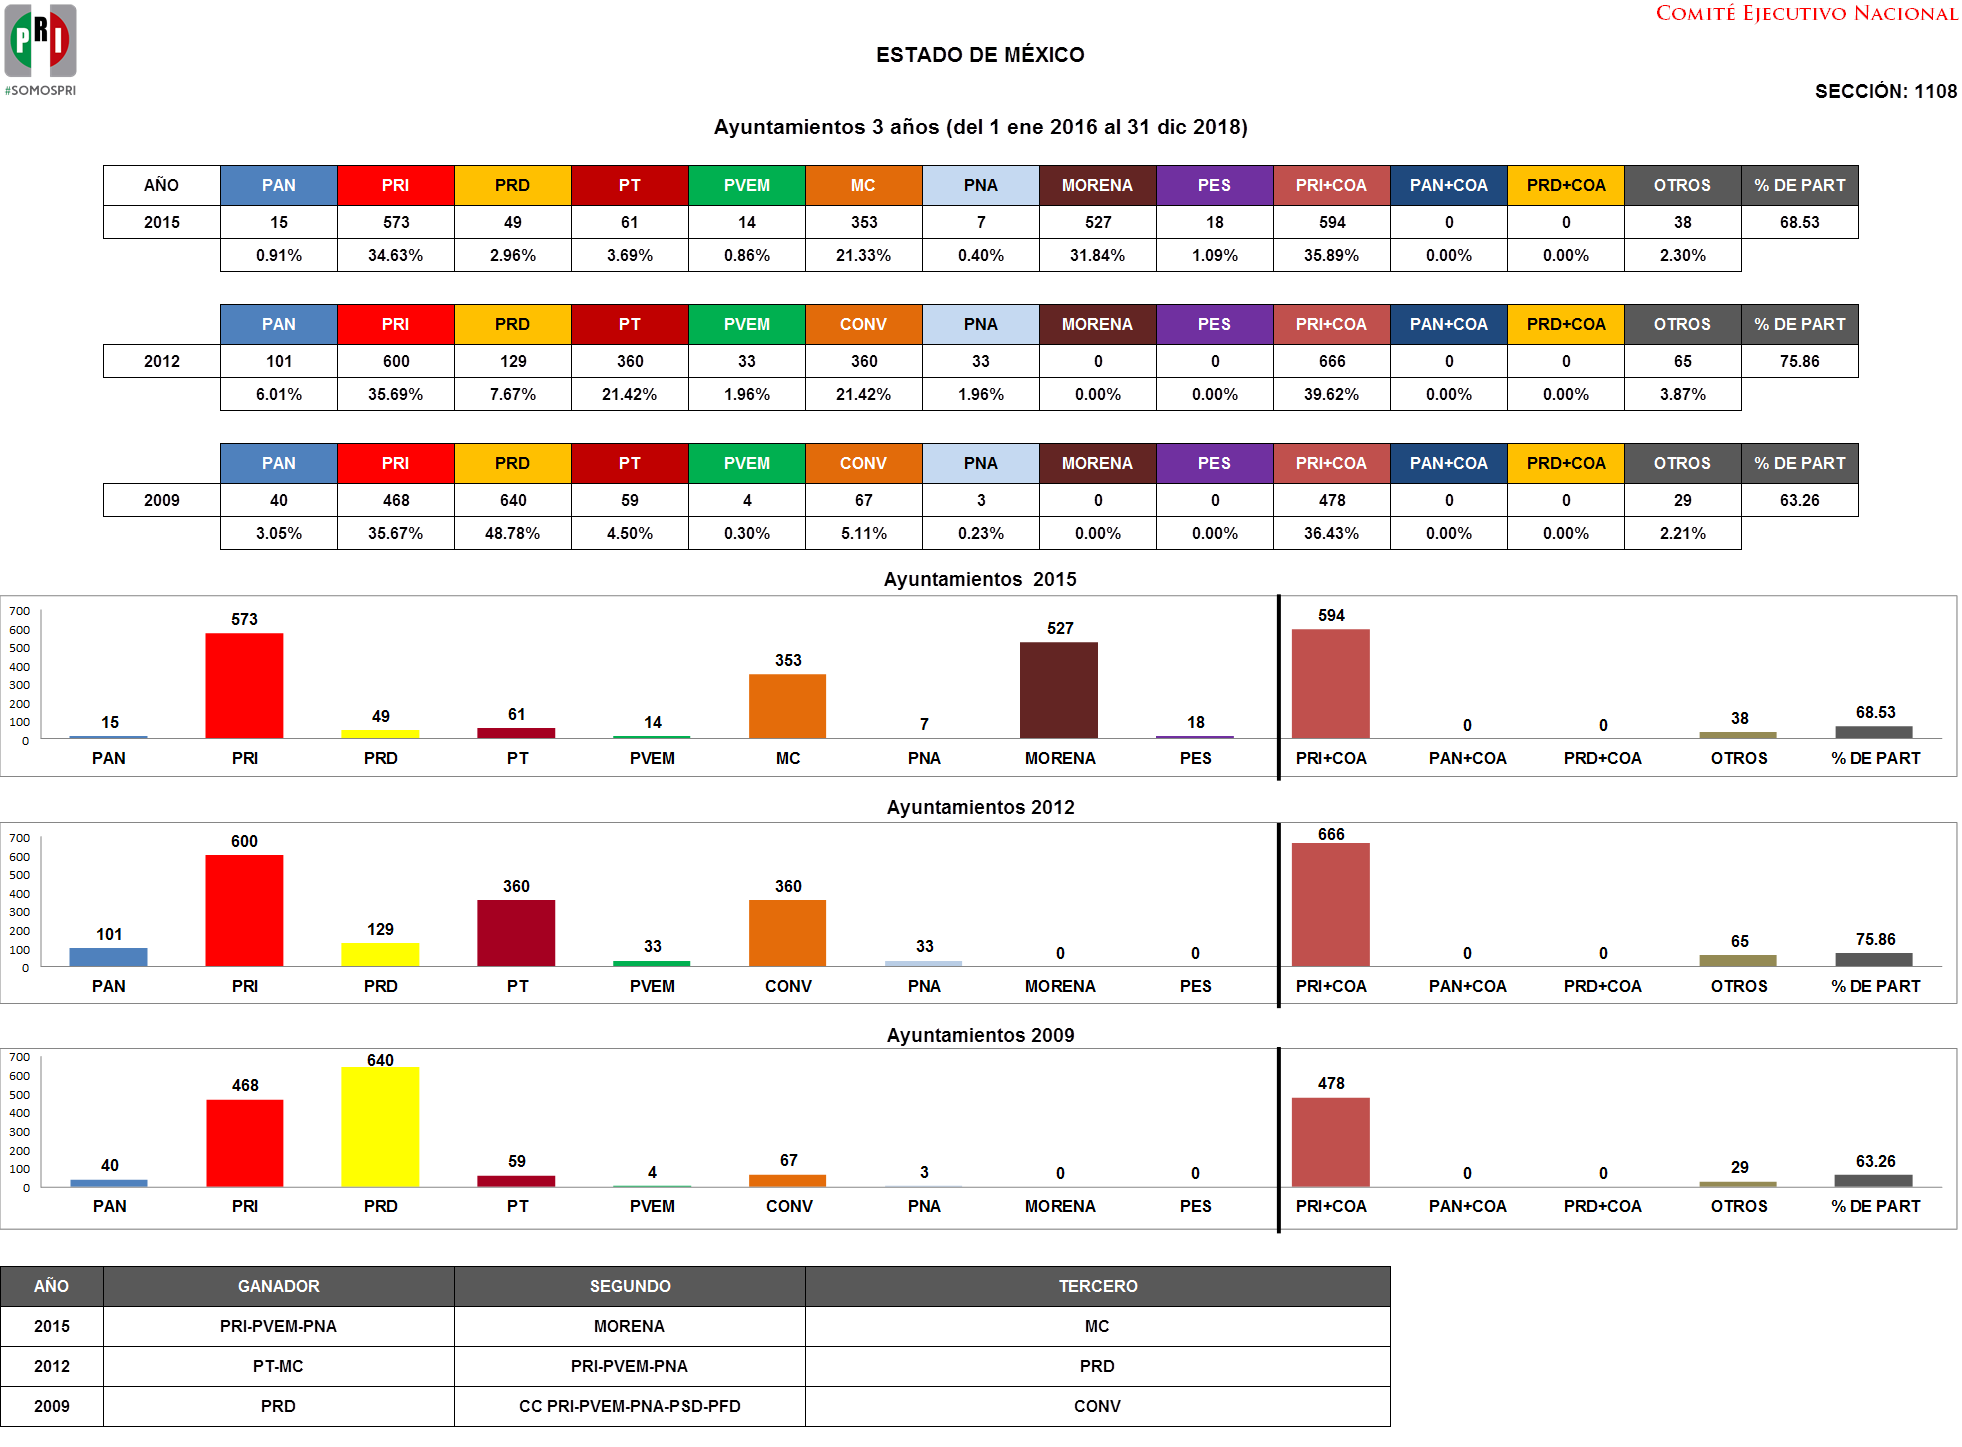 PRI
#SOMOSPRI
COMITÉ EJECUTIVO NACIONAL
ESTADO DE MÉXICO
SECCIÓN: 1108
Ayuntamientos 3 años (del 1 ene 2016 al 31 dic 2018)
AÑO PAN PRI PRD PT PVEM MC PNA MORENA PES PRI+COA PAN+COA PRD+COA OTROS % DE PART
2015 15 573 49 61 14 353 7 527 18 594 0 0 38 68.53
0.91% 34.63% 2.96% 3.69% 0.86% 21.33% 0.40% 31.84% 1.09% 35.89% 0.00% 0.00% 2.30%
PAN PRI PRD PT PVEM CONV PNA MORENA PES PRI+COA PAN+COA PRD+COA OTROS % DE PART
2012 101 600 129 360 33 360 33 0 0 666 0 0 65 75.86
6.01% 35.69% 7.67% 21.42% 1.96% 21.42% 1.96% 0.00% 0.00% 39.62% 0.00% 0.00% 3.87%
PAN PRI PRD PT PVEM CONV PNA MORENA PES PRI+COA PAN+COA PRD+COA OTROS % DE PART
2009 40 468 640 59 4 67 3 0 0 478 0 0 29 63.26
3.05% 35.67% 48.78% 4.50% 0.30% 5.11% 0.23% 0.00% 0.00% 36.43% 0.00% 0.00% 2.21%
Ayuntamientos 2015
700
600
500
400
300
200
100
0
15 573 49 61 14 353 7 527 18 594 0 0 38 68.53
PAN PRI PRD PT PVEM MC PNA MORENA PES PRI+COA PAN+COA PRD+COA OTROS % DE PART
Ayuntamientos 2012
700
600
500
400
300
200
100
0
101 600 129 360 33 360 33 0 0 666 0 0 65 75.86
PAN PRI PRD PT PVEM CONV PNA MORENA PES PRI+COA PAN+COA PRD+COA OTROS % DE PART
Ayuntamientos 2009
700
600
500
400
300
200
100
0
40 468 640 59 4 67 3 0 0 478 0 0 29 63.26
PAN PRI PRD PT PVEM CONV PNA MORENA PES PRI+COA PAN+COA PRD+COA OTROS % DE PART
AÑO GANADOR SEGUNDO TERCERO
2015 PRI-PVEM-PNA MORENA MC
2012 PT-MC PRI-PVEM-PNA PRD
2009 PRD CC PRI-PVEM-PNA-PSD-PFD CONV